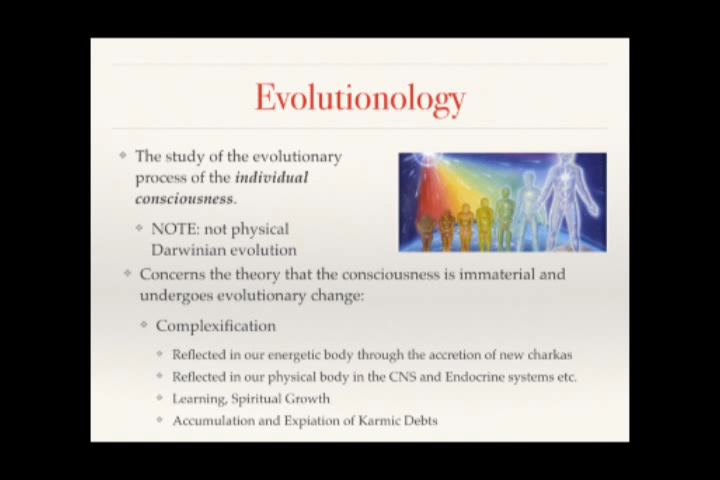 Evolutionology
The study of the evolutionary
process of the individual
consciousness.
NOTE: not physical
Darwinian evolution
Concerns the theory that the consciousness is immaterial and
undergoes evolutionary change:
Complexification
Reflected in our energetic body through the accretion of new charkas
Reflected in our physical body in the CNS and Endocrine systems etc.
Learning, Spiritual Growth
Accumulation and Expiation of Karmic Debts